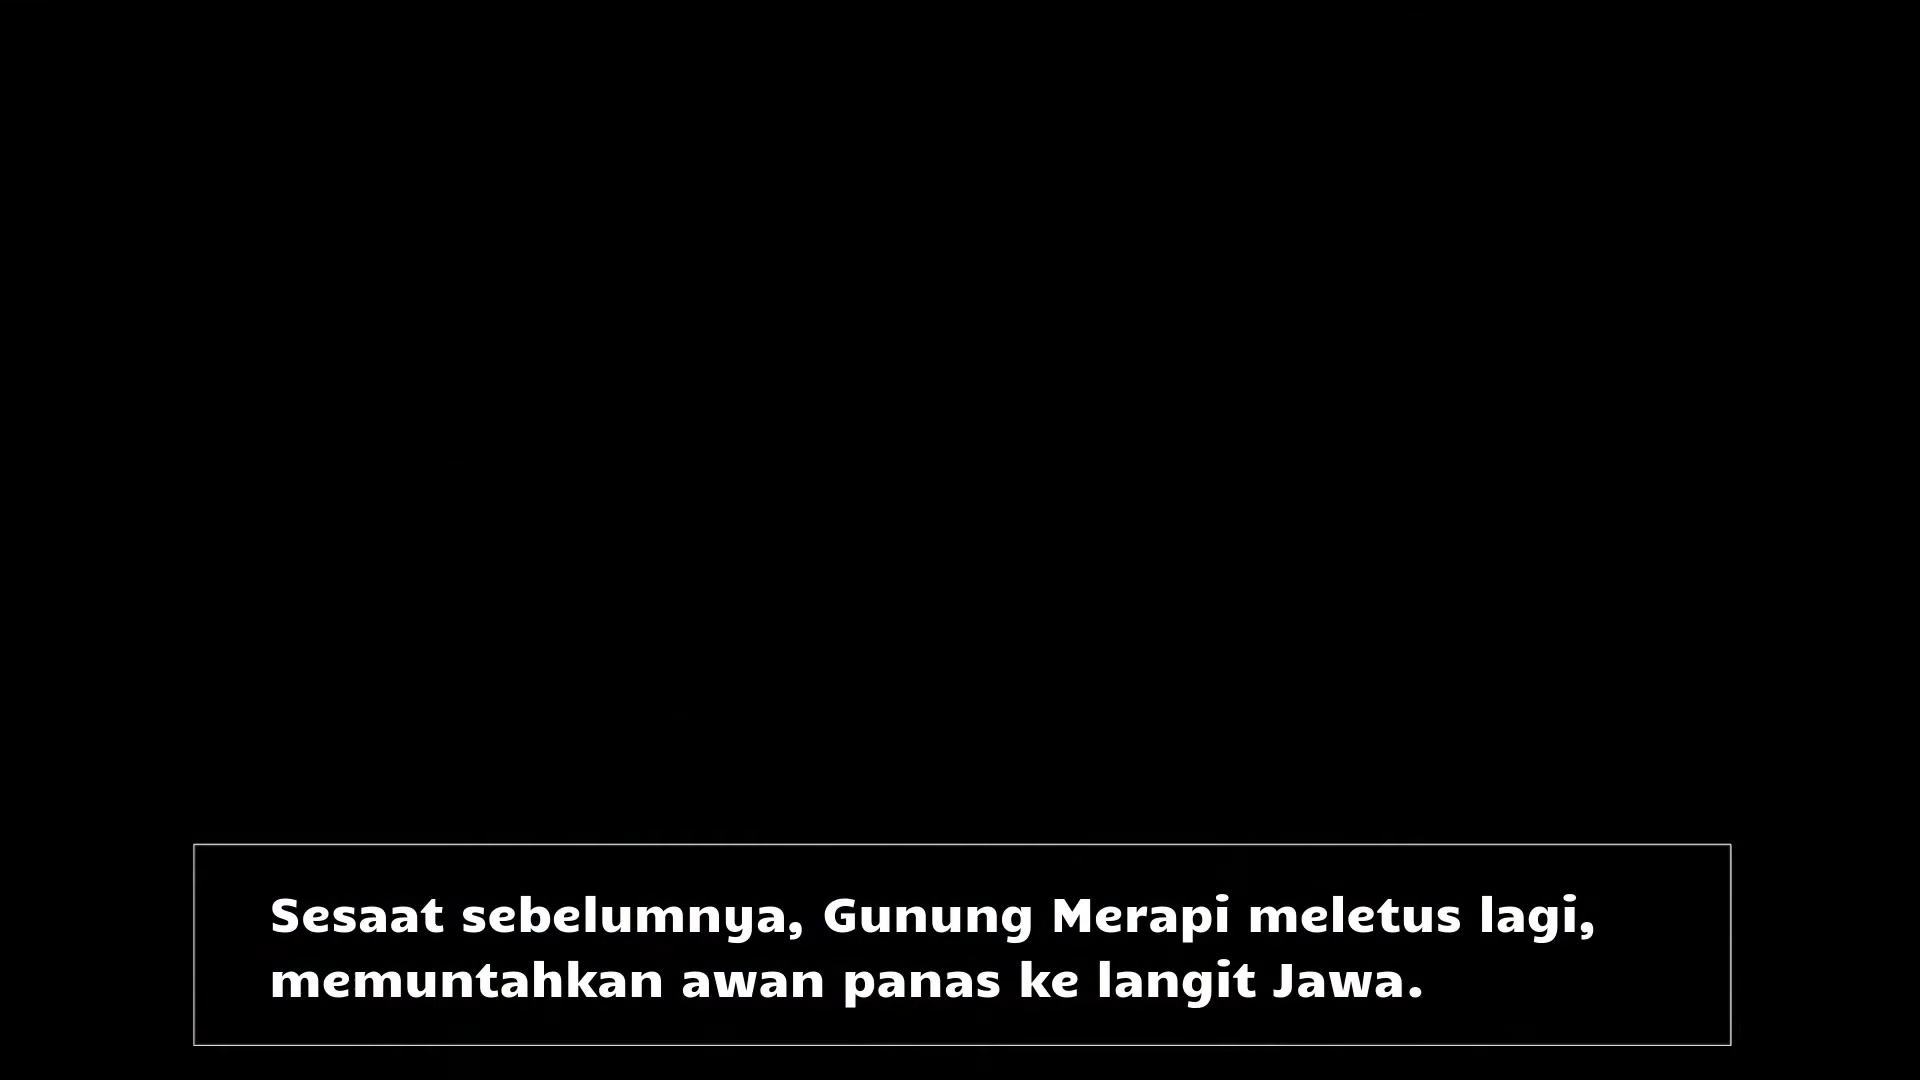 Sesaat sebelumnya, Gunung Merapi meletus lagi,
memuntahkan awan panas ke langit Jawa.